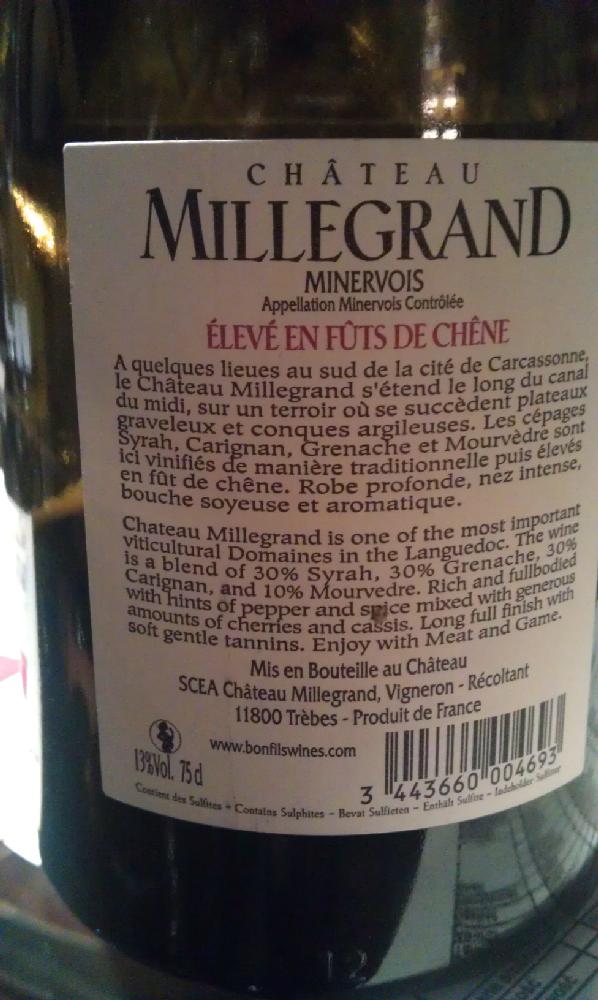 CHÂTEAU
MILLEGRAND
MINERVOIS
Appellation Minervois Contrôlée
ÉLEVÉ EN FÛTS DE CHÊNE
A quelques lieues au sud de la cité de Carcassonne,
le Château Millegrand s'étend le long du canal
du midi, sur un terroir où se succèdent plateaux
graveleux et conques argileuses. Les cépages
Syrah, Carignan, Grenache et Mourvèdre sont
ici vinifiés de manière traditionnelle puis élevés
en fût de chêne. Robe profonde, nez intense,
bouche soyeuse et aromatique.
Chateau Millegrand is one of the most important
viticultural Domaines in the Languedoc. The wine
is a blend of 30% Syrah, 30% Grenache, 30%
Carignan, and 10% Mourvedre. Rich and fullbodied
with hints of pepper and spice mixed with generous
amounts of cherries and cassis. Long full finish with
soft gentle tannins. Enjoy with Meat and Game.
Mis en Bouteille au Château
SCEA Château Millegrand, Vigneron - Récoltant
11800 Trèbes - Produit de France
www.bonfilswines.com
13%Vol. 75 cl
3 443660 004693
Contient des Sulfites - Contains Sulphites - Bevat Sulfieten - Enthält Sulfite - Indeholder Sulfitter
12